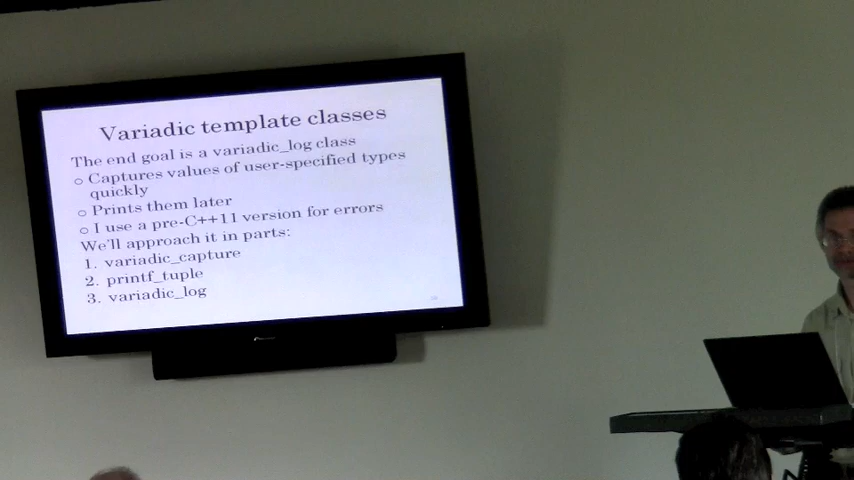 Variadic template classes
The end goal is a variadic_log class
○ Captures values of user-specified types
quickly
○ Prints them later
○ I use a pre-C++11 version for errors
We'll approach it in parts:
1. variadic_capture
2. printf_tuple
3. variadic_log